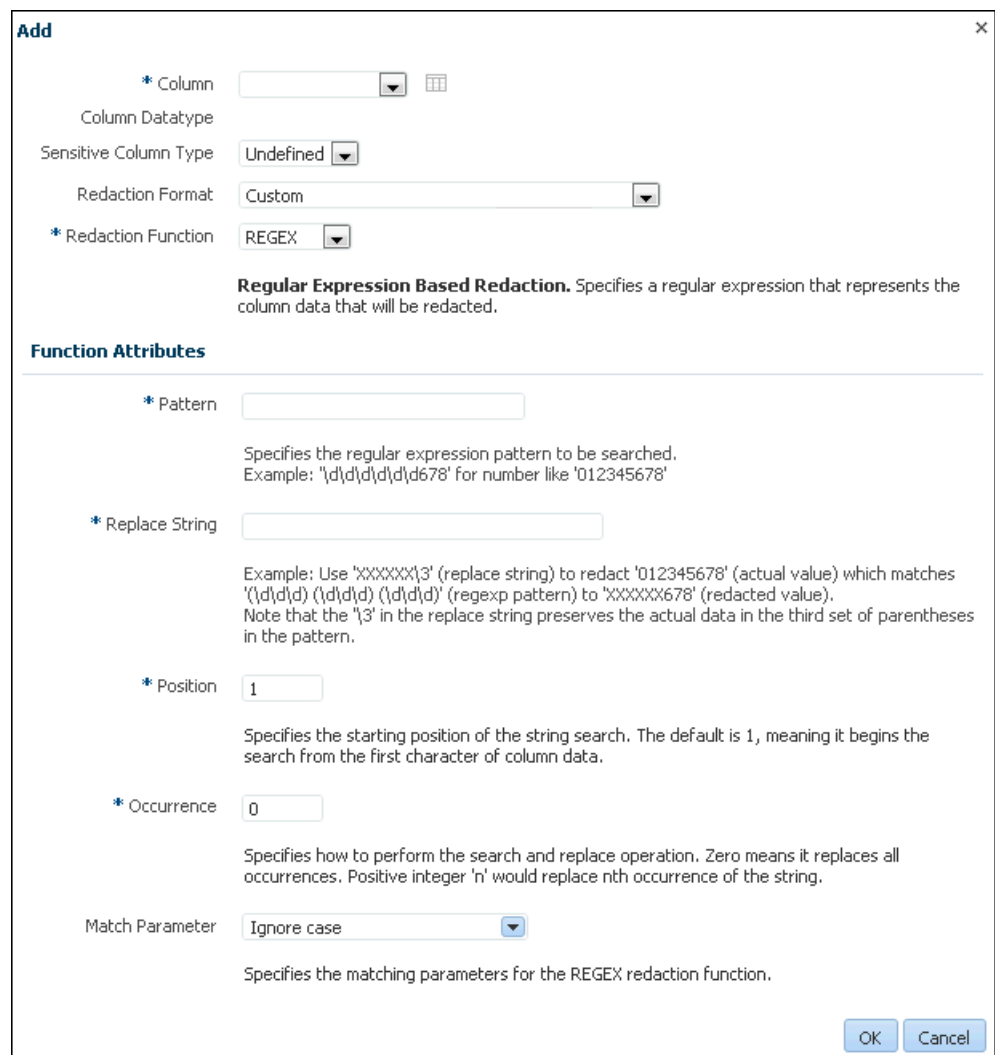 Add
* Column
Column Datatype
Sensitive Column Type Undefined
Redaction Format Custom
* Redaction Function REGEX
Regular Expression Based Redaction. Specifies a regular expression that represents the
column data that will be redacted.
Function Attributes
* Pattern
Specifies the regular expression pattern to be searched.
Example: '\d\d\d\d\d\d678' for number like '012345678'
* Replace String
Example: Use 'XXXXXX\3' (replace string) to redact '012345678' (actual value) which matches
'(\d\d\d) (\d\d\d) (\d\d\d)' (regexp pattern) to 'XXXXXX678' (redacted value).
Note that the '\3' in the replace string preserves the actual data in the third set of parentheses
in the pattern.
* Position 1
Specifies the starting position of the string search. The default is 1, meaning it begins the
search from the first character of column data.
* Occurrence 0
Specifies how to perform the search and replace operation. Zero means it replaces all
occurrences. Positive integer 'n' would replace nth occurrence of the string.
Match Parameter Ignore case
Specifies the matching parameters for the REGEX redaction function.
OK Cancel